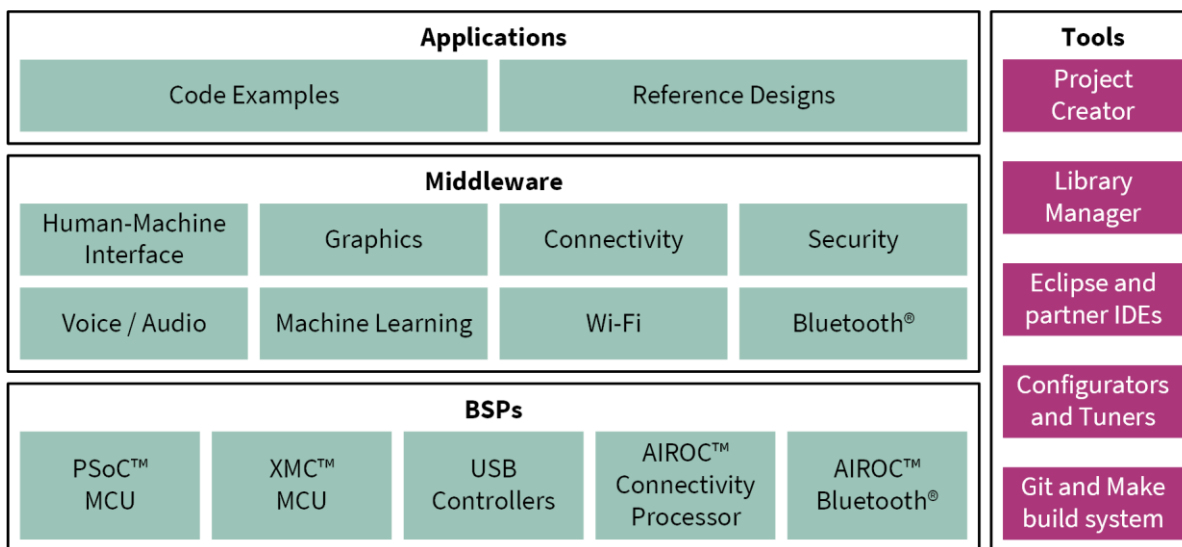 Applications
Code Examples
Reference Designs
Middleware
Human-Machine
Interface
Graphics
Connectivity
Security
Voice / Audio
Machine Learning
Wi-Fi
Bluetooth®
BSPs
PSoC™
MCU
XMC™
MCU
USB
Controllers
AIROC™
Connectivity
Processor
AIROC™
Bluetooth®
Tools
Project
Creator
Library
Manager
Eclipse and
partner IDEs
Configurators
and Tuners
Git and Make
build system